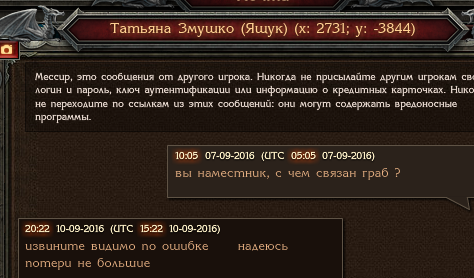 Татьяна Змушко (Ящук) (x: 2731; y: -3844)
Мессир, это сообщения от другого игрока. Никогда не присылайте другим игрокам
логин и пароль, ключ аутентификации или информацию о кредитных карточках.
не переходите по ссылкам из этих сообщений: они могут содержать вредоносные
программы.
10:05 07-09-2016 (UTC 05:05 07-09-2016)
вы наместник, с чем связан граб ?
20:22 10-09-2016 (UTC 15:22 10-09-2016)
извините видимо по ошибке надеюсь
потери не большие